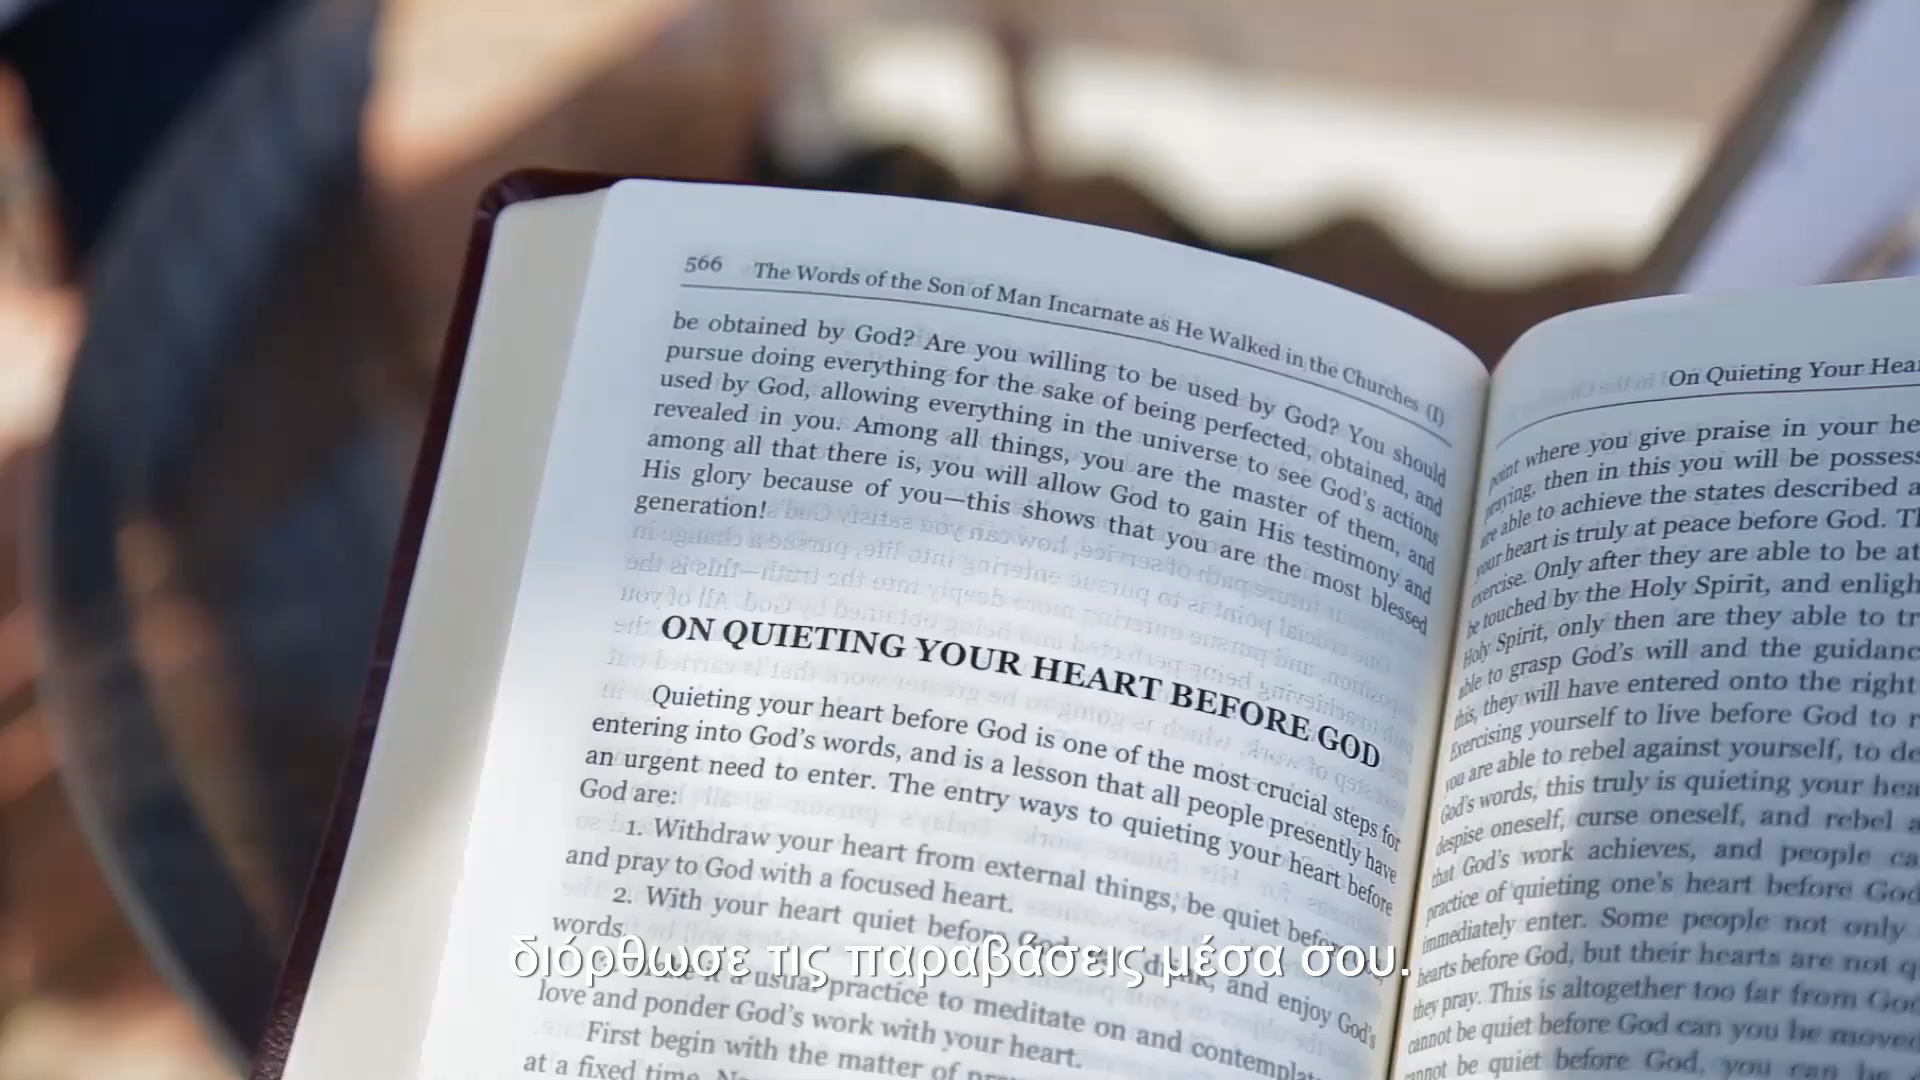 566 The Words of the Son of Man Incarnate as He Walked in the Churches (I)
be obtained by God? Are you willing to be used by God? You should
pursue doing everything for the sake of being perfected, obtained, and
used by God, allowing everything in the universe to see God's actions
revealed in you. Among all things, you are the master of them, and
among all that there is, you will allow God to gain His testimony and
His glory because of you—this shows that you are the most blessed
generation!
ON QUIETING YOUR HEART BEFORE GOD
Quieting your heart before God is one of the most crucial steps for
entering into God's words, and is a lesson that all people presently have
an urgent need to enter. The entry ways to quieting your heart before
God are:
1. Withdraw your heart from external things, be quiet before
and pray to God with a focused heart.
2. With your heart quiet before God, drink, and enjoy God's
words.
a usual practice to meditate on and contemplate
love and ponder God's work with your heart.
First begin with the matter of
at a fixed time.
On Quieting Your
point where you give praise in your
praying, then in this you will be
are able to achieve the states described
your heart is truly at peace before God.
exercise. Only after they are able to be at
be touched by the Holy Spirit, and
Holy Spirit, only then are they able to
able to grasp God's will and the
this, they will have entered onto the right
Exercising yourself to live before God to
you are able to rebel against yourself, to
God's words, this truly is quieting your
despise oneself, curse oneself, and rebel
that God's work achieves, and people
practice of quieting one's heart before God
immediately enter. Some people not only
hearts before God, but their hearts are not
they pray. This is altogether too far from
cannot be quiet before God can you be moved
cannot be quiet before God, you can be
διόρθωσε τις παραβάσεις μέσα σου.